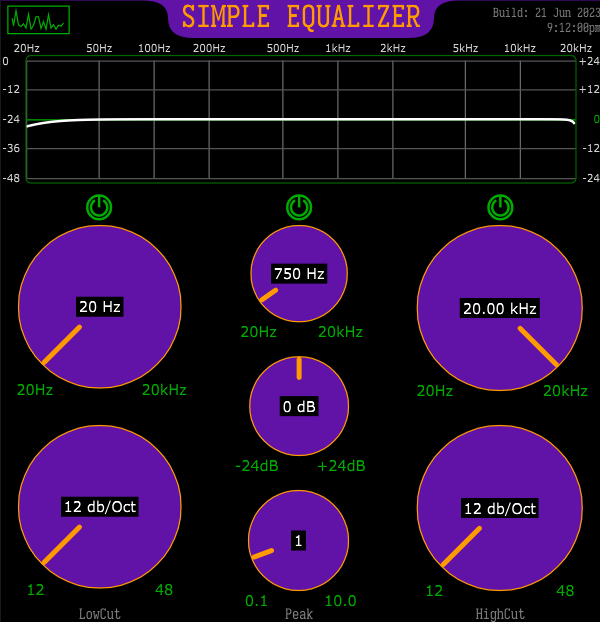 SIMPLE EQUALIZER
Build: 21 Jun 2023
9:12:00pm
20Hz 50Hz 100Hz 200Hz 500Hz 1kHz 2kHz 5kHz 10kHz 20kHz
0 +24
-12 +12
-24 0
-36 -12
-48 -24
20 Hz
20Hz 20kHz
750 Hz
20Hz 20kHz
20.00 kHz
20Hz 20kHz
0 dB
-24dB +24dB
12 db/Oct
12 48
1
0.1 10.0
12 db/Oct
12 48
LowCut Peak HighCut